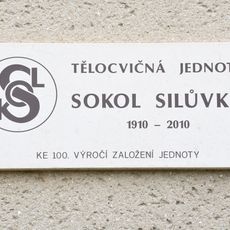 TĚLOCVIČNÁ JEDNOT
SOKOL SILŮVK
1910 – 2010
KE 100. VÝROČÍ ZALOŽENÍ JEDNOTY